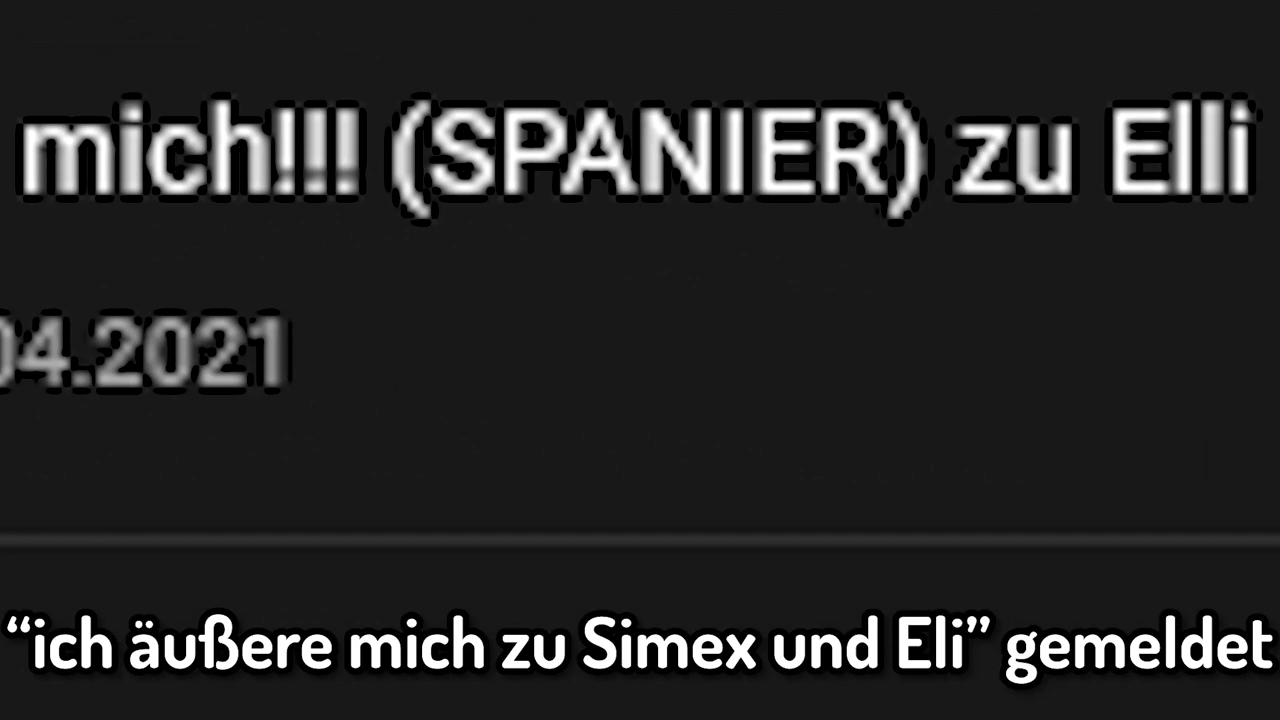 mich!!! (SPANIER) zu Elli
04.2021
“ich äußere mich zu Simex und Eli” gemeldet